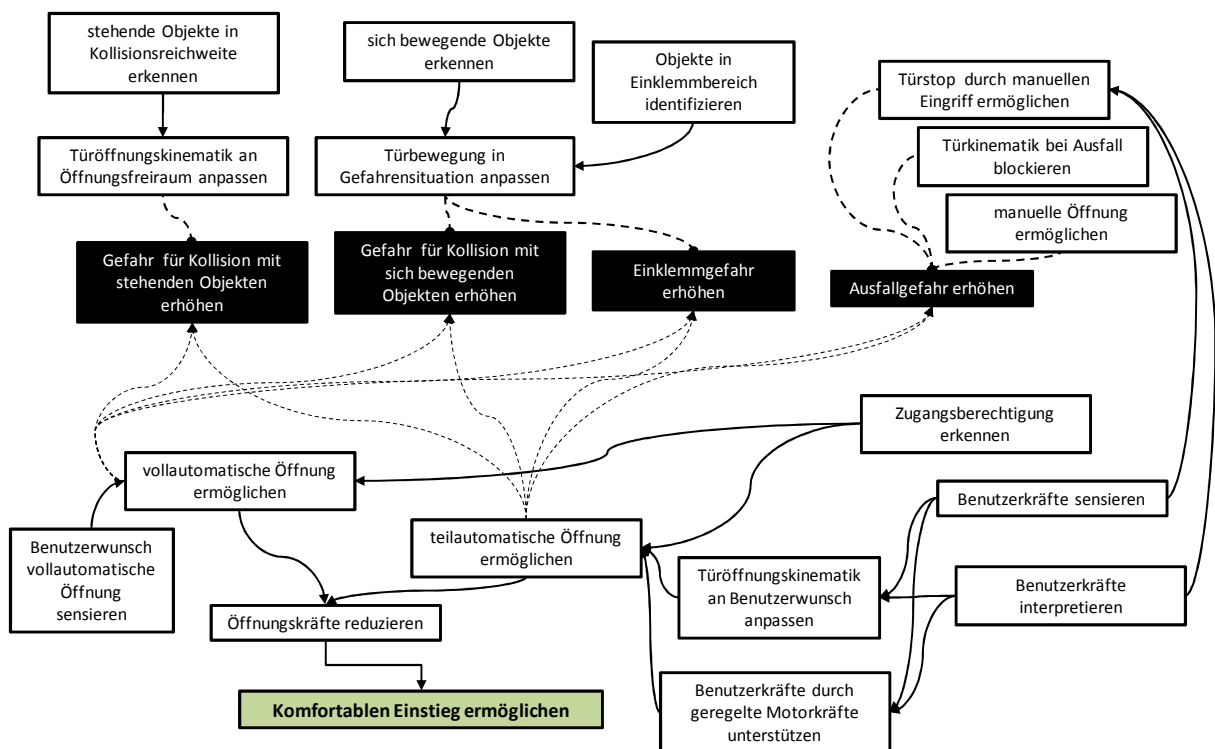 stehende Objekte in
Kollisionsreichweite
erkennen
sich bewegende Objekte
erkennen
Objekte in
Einklemmbereich
identifizieren
Türstop durch manuellen
Eingriff ermöglichen
Türöffnungskinematik an
Öffnungsfreiraum anpassen
Türbewegung in
Gefahrensituation anpassen
Türkinematik bei Ausfall
blockieren
manuelle Öffnung
ermöglichen
Gefahr für Kollision mit
stehenden Objekten
erhöhen
Gefahr für Kollision mit
sich bewegenden
Objekten erhöhen
Einklemmgefahr
erhöhen
Ausfallgefahr erhöhen
Zugangsberechtigung
erkennen
vollautomatische Öffnung
ermöglichen
Benutzerkräfte sensieren
Benutzerwunsch
vollautomatische
Öffnung
sensieren
teilautomatische Öffnung
ermöglichen
Türöffnungskinematik
an Benutzerwunsch
anpassen
Benutzerkräfte
interpretieren
Öffnungskräfte reduzieren
Komfortablen Einstieg ermöglichen
Benutzerkräfte durch
geregelte Motorkräfte
unterstützen